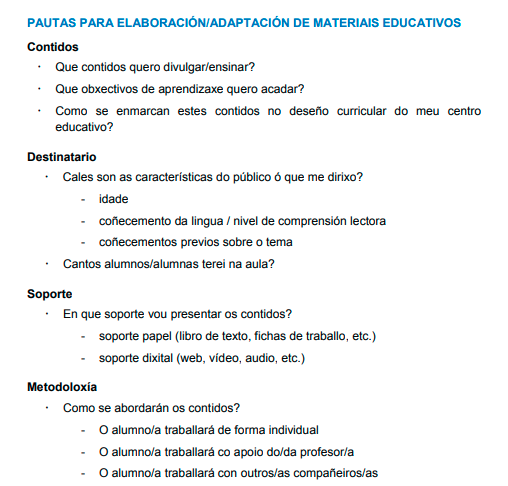 PAUTAS PARA ELABORACIÓN/ADAPTACIÓN DE MATERIAIS EDUCATIVOS
Contidos
· Que contidos quero divulgar/ensinar?
· Que obxectivos de aprendizaxe quero acadar?
· Como se enmarcan estes contidos no deseño curricular do meu centro
educativo?
Destinatario
· Cales son as características do público ó que me dirixo?
- idade
- coñecemento da lingua / nivel de comprensión lectora
- coñecementos previos sobre o tema
· Cantos alumnos/alumnas terei na aula?
Soporte
· En que soporte vou presentar os contidos?
- soporte papel (libro de texto, fichas de traballo, etc.)
- soporte dixital (web, vídeo, audio, etc.)
Metodoloxía
· Como se abordarán os contidos?
- O alumno/a traballará de forma individual
- O alumno/a traballará co apoio do/da profesor/a
- O alumno/a traballará con outros/as compañeiros/as